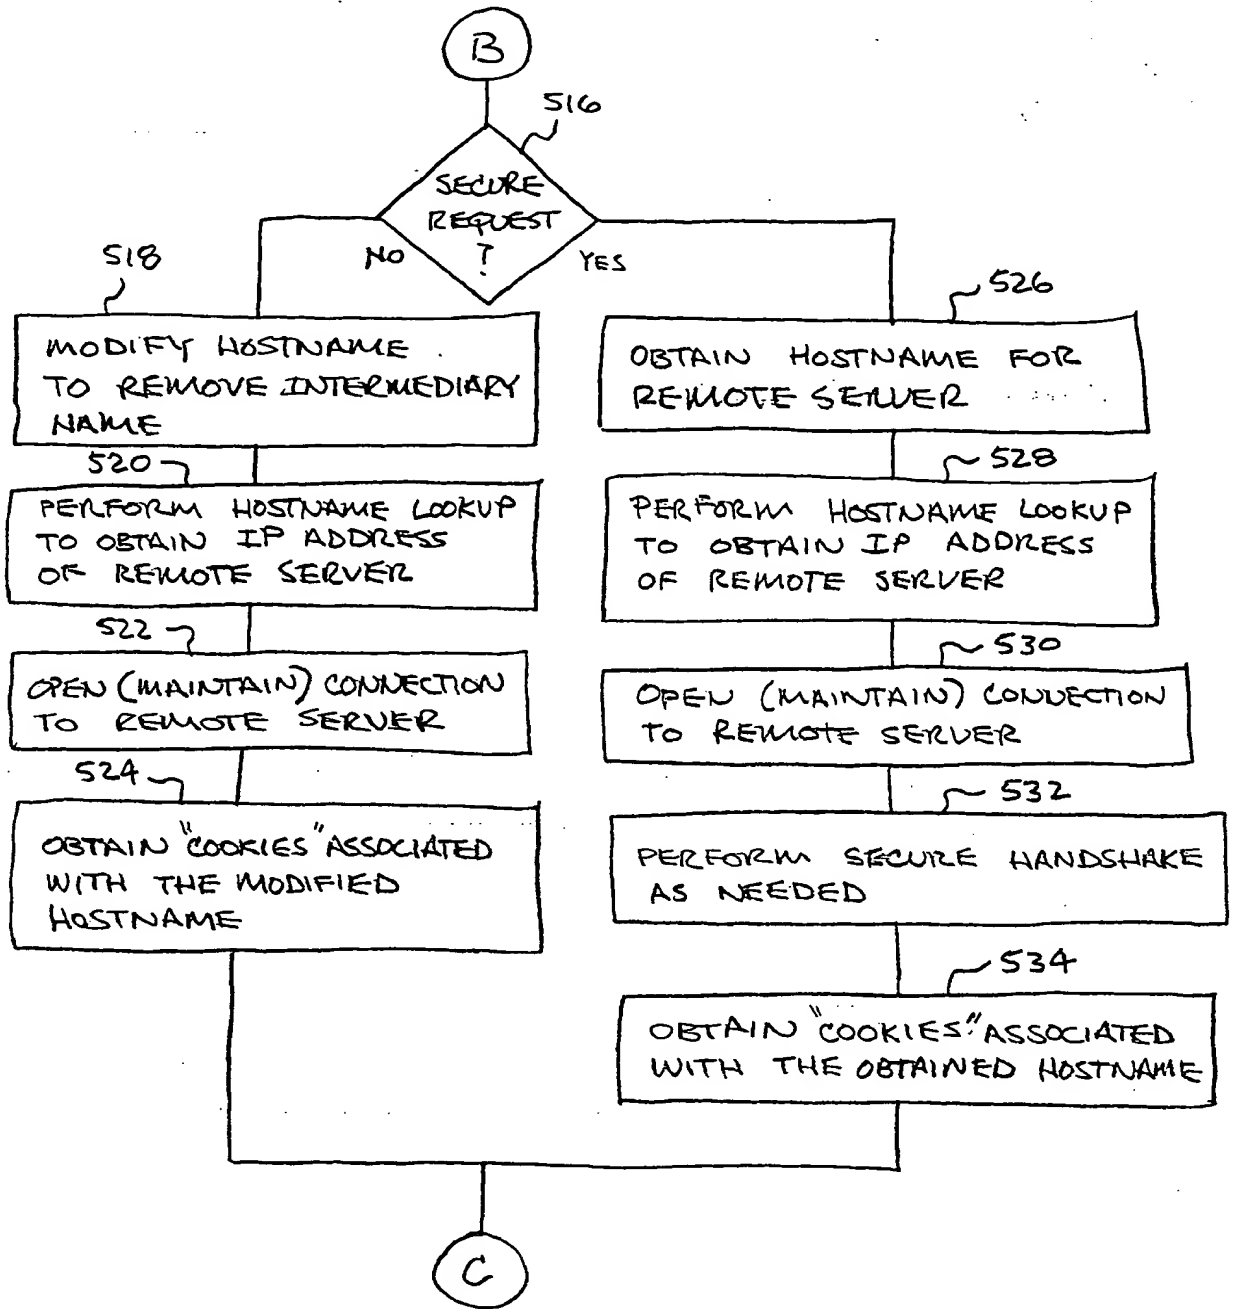 B
516
SECURE
REQUEST
?
NO
YES
518
MODIFY HOSTNAME
TO REMOVE INTERMEDIARY
NAME
520
PERFORM HOSTNAME LOOKUP
TO OBTAIN IP ADDRESS
OF REMOTE SERVER
522
OPEN (MAINTAIN) CONNECTION
TO REMOTE SERVER
524
OBTAIN "COOKIES" ASSOCIATED
WITH THE MODIFIED
HOSTNAME
526
OBTAIN HOSTNAME FOR
REMOTE SERVER
528
PERFORM HOSTNAME LOOKUP
TO OBTAIN IP ADDRESS
OF REMOTE SERVER
530
OPEN (MAINTAIN) CONNECTION
TO REMOTE SERVER
532
PERFORM SECURE HANDSHAKE
AS NEEDED
534
OBTAIN "COOKIES" ASSOCIATED
WITH THE OBTAINED HOSTNAME
C